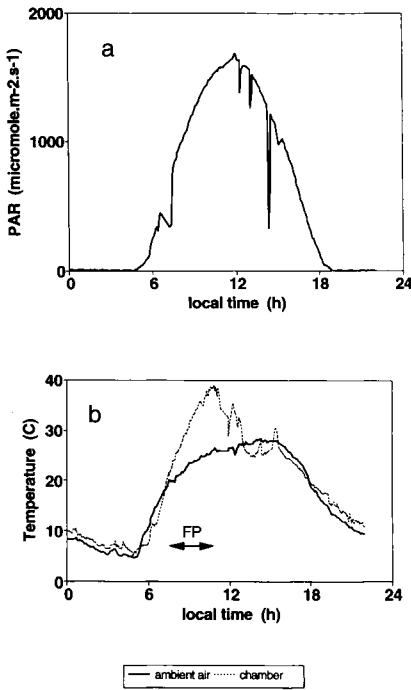 a
2000
1000
0
PAR (micromole.m-2.s-1)
6 12 18 24
local time (h)
b
40
30
20
10
0
Temperature (C)
FP
0 6 12 18 24
local time (h)
ambient air chamber